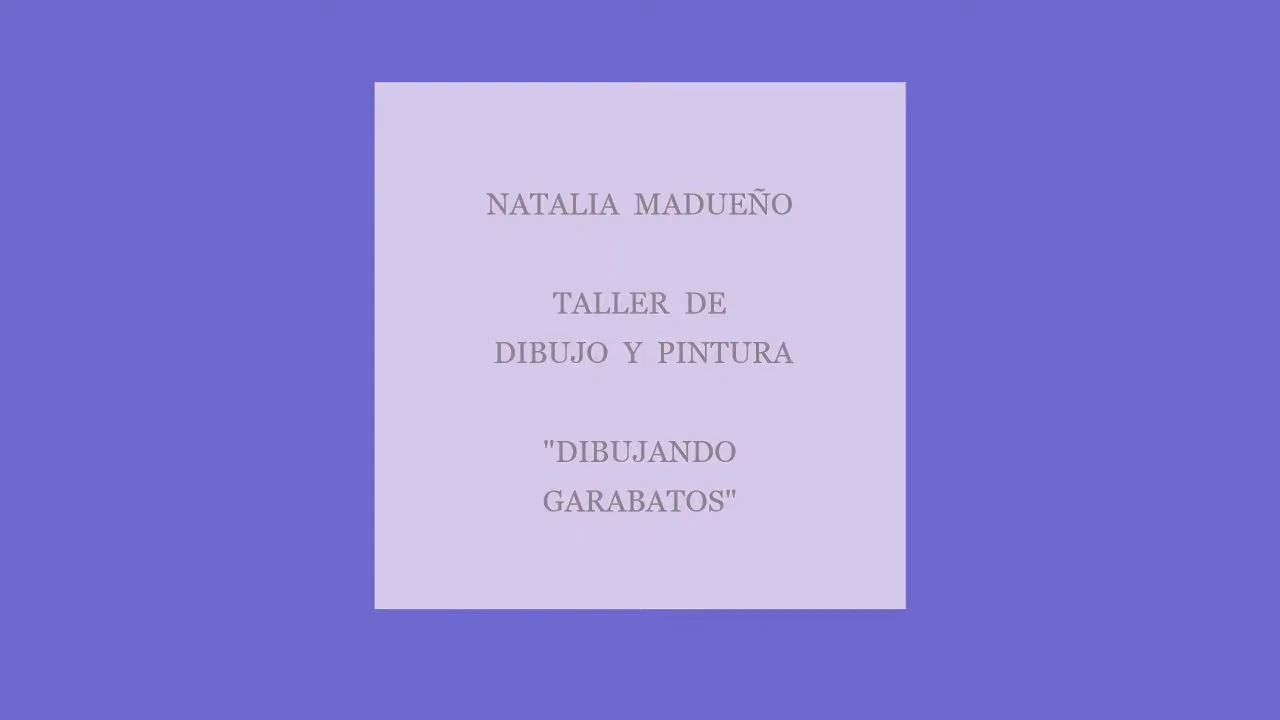 NATALIA MADUEÑO
TALLER DE
DIBUJO Y PINTURA
"DIBUJANDO
GARABATOS"